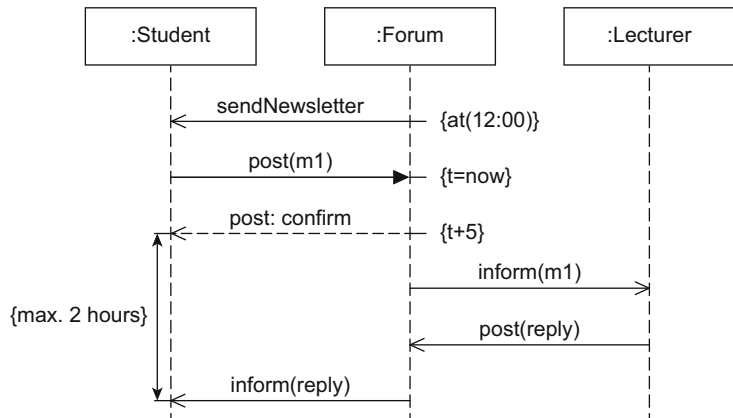 :Student
:Forum
:Lecturer
sendNewsletter
{at(12:00)}
post(m1)
{t=now}
post: confirm
{t+5}
inform(m1)
{max. 2 hours}
post(reply)
inform(reply)